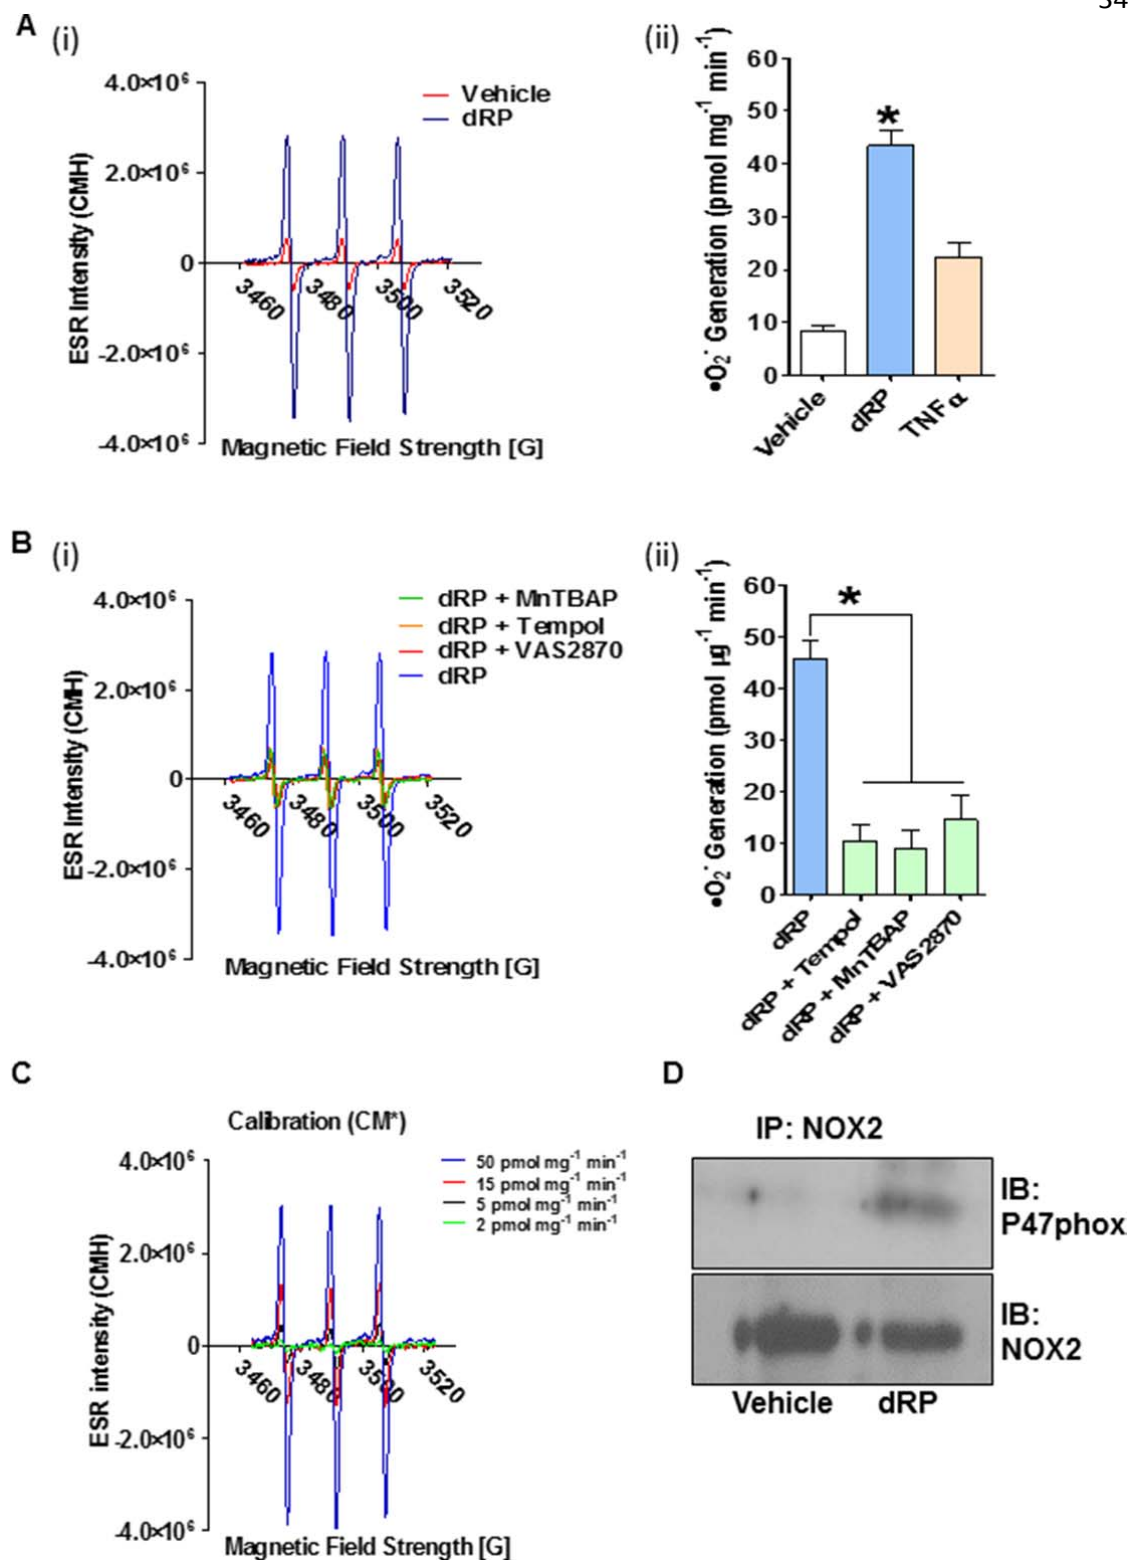 34
A (i)
4.0×10⁶
2.0×10⁶
0
-2.0×10⁶
-4.0×10⁶
ESR Intensity (CMH)
Vehicle
dRP
3460 3480 3500 3520
Magnetic Field Strength [G]
(ii)
60
50
40
30
20
10
0
•O₂⁻ Generation (pmol mg⁻¹ min⁻¹)
*
Vehicle dRP TNFα
B (i)
4.0×10⁶
2.0×10⁶
0
-2.0×10⁶
-4.0×10⁶
ESR Intensity (CMH)
dRP + MnTBAP
dRP + Tempol
dRP + VAS2870
dRP
3460 3480 3500 3520
Magnetic Field Strength [G]
(ii)
60
50
40
30
20
10
0
•O₂⁻ Generation (pmol µg⁻¹ min⁻¹)
*
dRP
dRP + Tempol
dRP + MnTBAP
dRP + VAS2870
C
Calibration (CM*)
4.0×10⁶
2.0×10⁶
0
-2.0×10⁶
-4.0×10⁶
ESR intensity (CMH)
50 pmol mg⁻¹ min⁻¹
15 pmol mg⁻¹ min⁻¹
5 pmol mg⁻¹ min⁻¹
2 pmol mg⁻¹ min⁻¹
3460 3480 3500 3520
Magnetic Field Strength [G]
D
IP: NOX2
IB:
P47phox
IB:
NOX2
Vehicle dRP